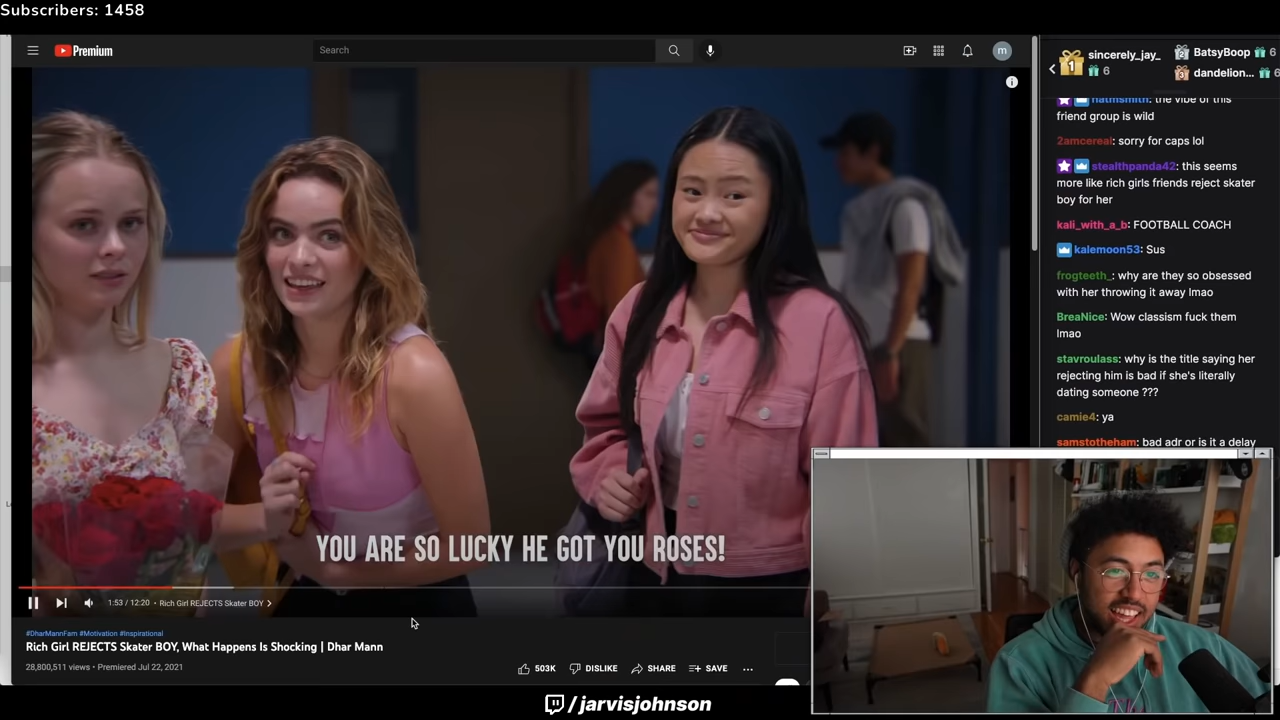 Subscribers: 1458
Premium
Search
m
sincerely_jay_
6
BatsyBoop 6
dandelion... 6
nathsmith: the vibe of this
friend group is wild
2amcereal: sorry for caps lol
stealthpanda42: this seems
more like rich girls friends reject skater
boy for her
kali_with_a_b: FOOTBALL COACH
kalemoon53: Sus
frogteeth_: why are they so obsessed
with her throwing it away lmao
BreaNice: Wow classism fuck them
lmao
stavroulass: why is the title saying her
rejecting him is bad if she's literally
dating someone ???
camie4: ya
samstotheham: bad adr or is it a delay
YOU ARE SO LUCKY HE GOT YOU ROSES!
1:53 / 12:20 • Rich Girl REJECTS Skater BOY
#DharMannFam #Motivation #Inspirational
Rich Girl REJECTS Skater BOY, What Happens Is Shocking | Dhar Mann
28,800,511 views • Premiered Jul 22, 2021
503K DISLIKE SHARE SAVE ...
/jarvisjohnson